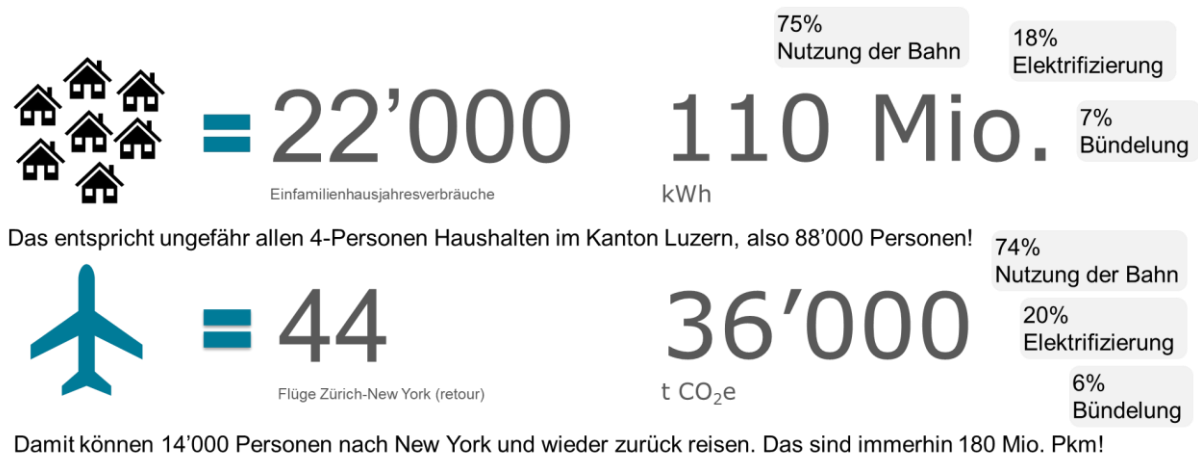 75%
Nutzung der Bahn
18%
Elektrifizierung
22’000
110 Mio.
7%
Bündelung
Einfamilienhausjahresverbräuche
kWh
Das entspricht ungefähr allen 4-Personen Haushalten im Kanton Luzern, also 88’000 Personen!
74%
Nutzung der Bahn
44
36’000
20%
Elektrifizierung
Flüge Zürich-New York (retour)
t CO₂e
6%
Bündelung
Damit können 14’000 Personen nach New York und wieder zurück reisen. Das sind immerhin 180 Mio. Pkm!